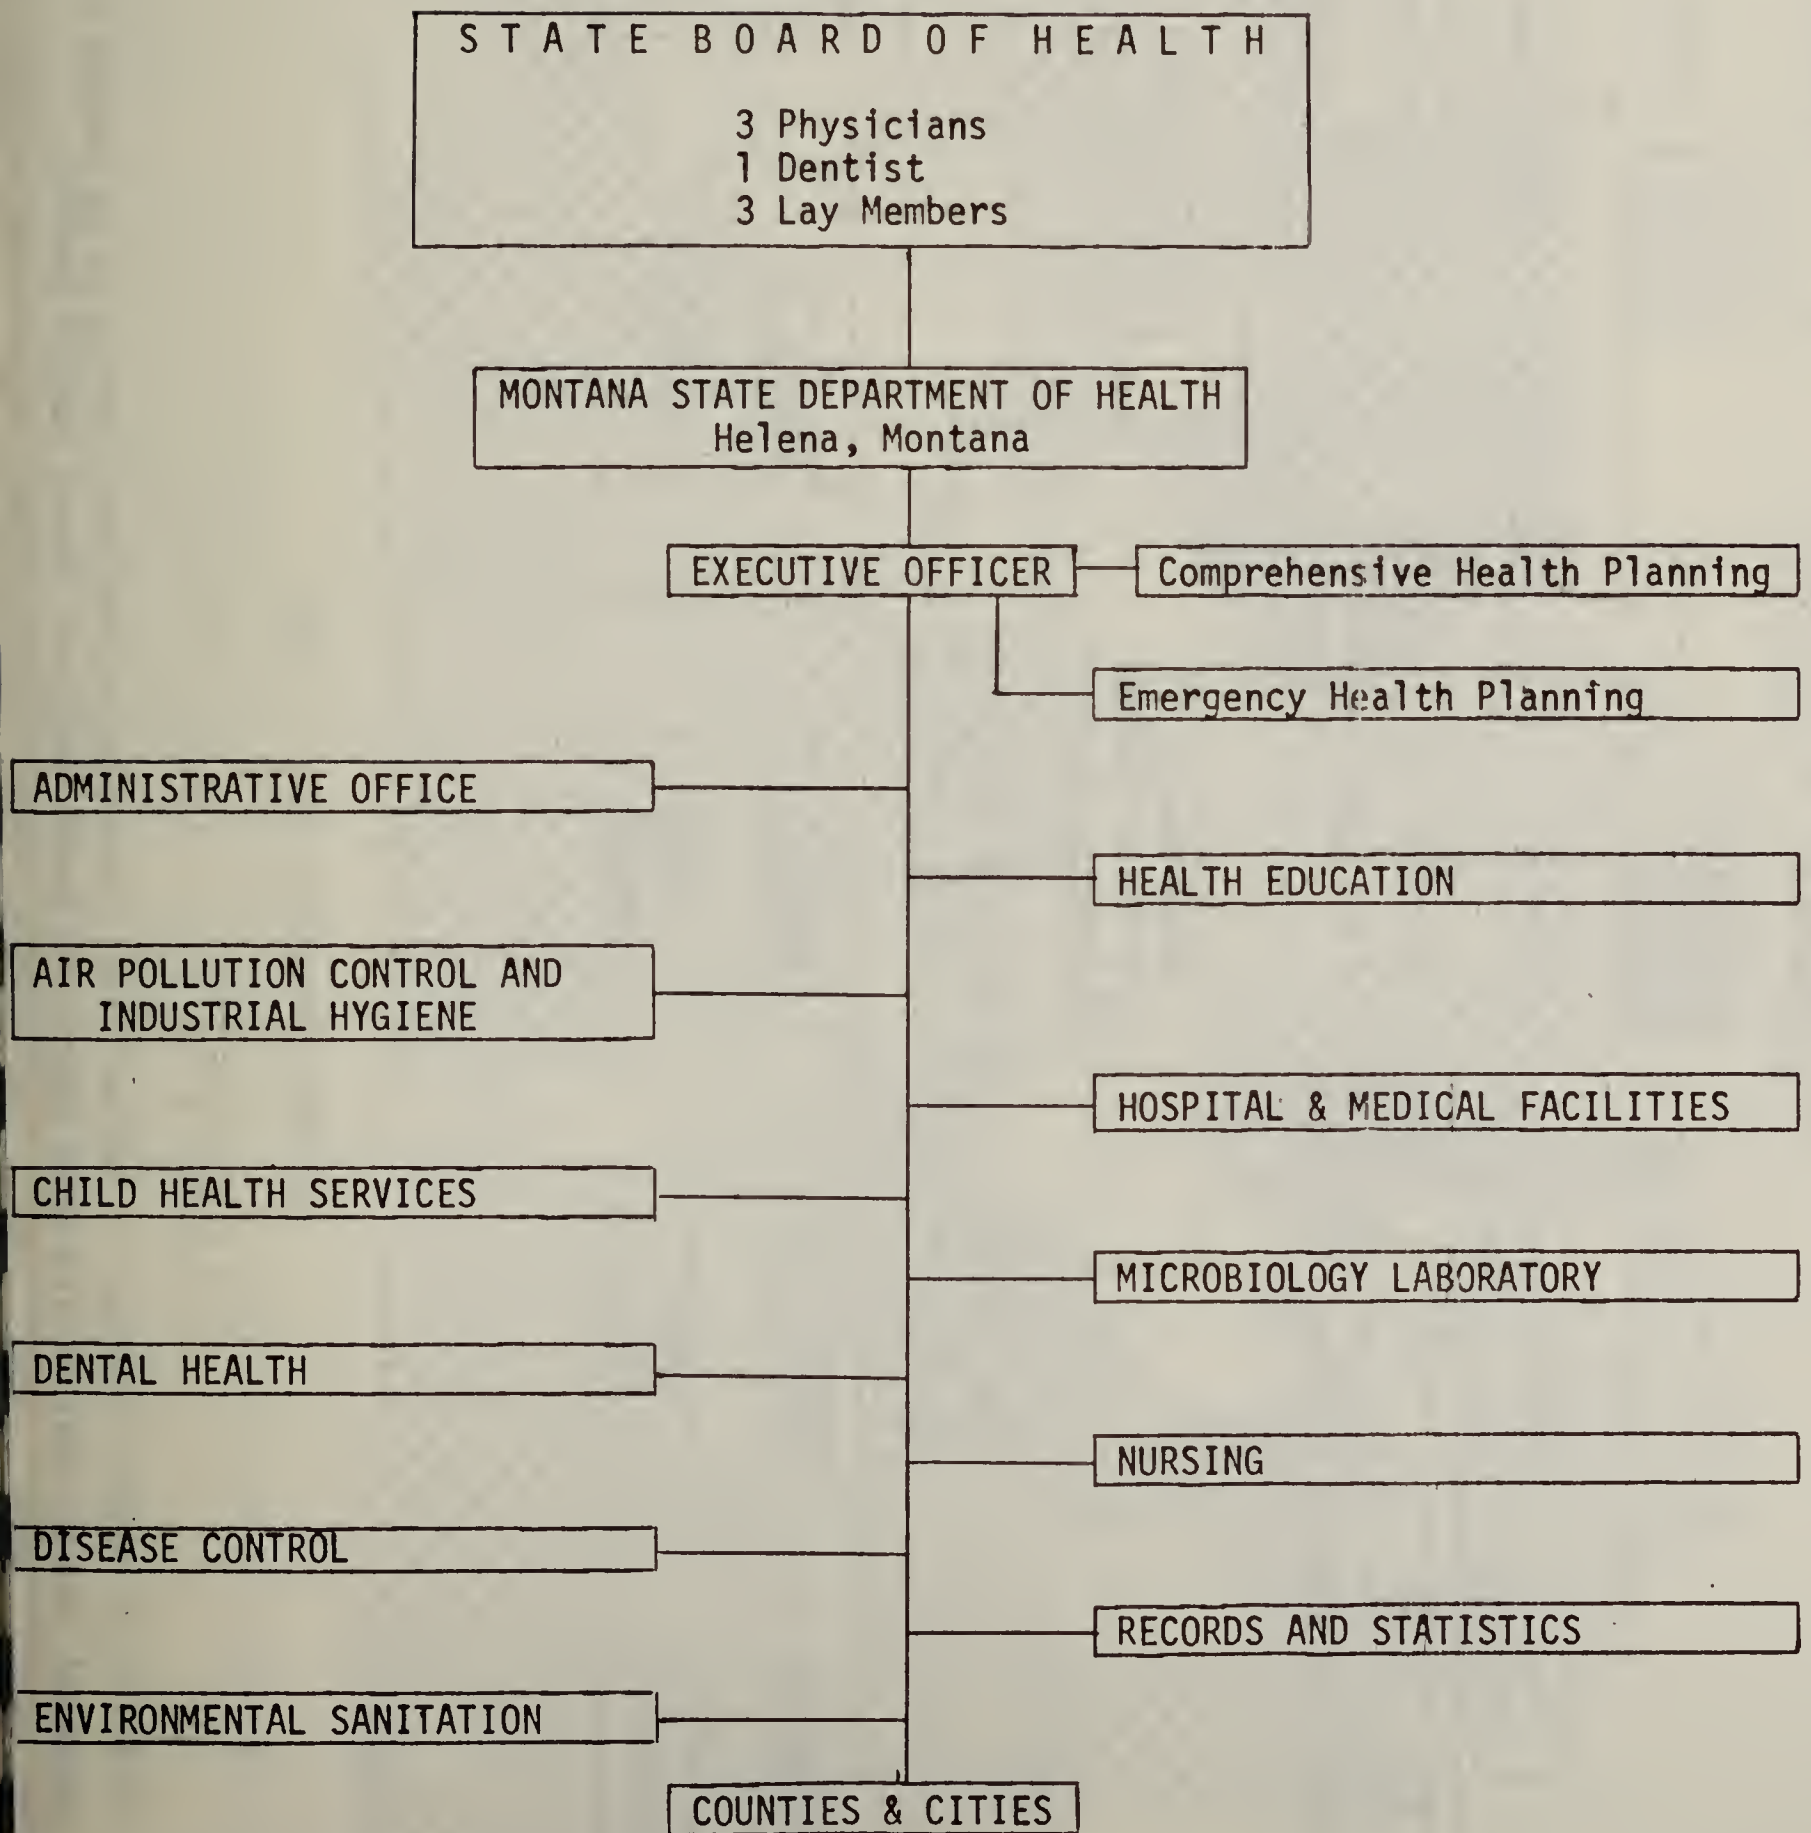 STATE BOARD OF HEALTH
3 Physicians
1 Dentist
3 Lay Members
MONTANA STATE DEPARTMENT OF HEALTH
Helena, Montana
EXECUTIVE OFFICER
Comprehensive Health Planning
Emergency Health Planning
ADMINISTRATIVE OFFICE
HEALTH EDUCATION
AIR POLLUTION CONTROL AND
INDUSTRIAL HYGIENE
HOSPITAL & MEDICAL FACILITIES
CHILD HEALTH SERVICES
MICROBIOLOGY LABORATORY
DENTAL HEALTH
NURSING
DISEASE CONTROL
RECORDS AND STATISTICS
ENVIRONMENTAL SANITATION
COUNTIES & CITIES